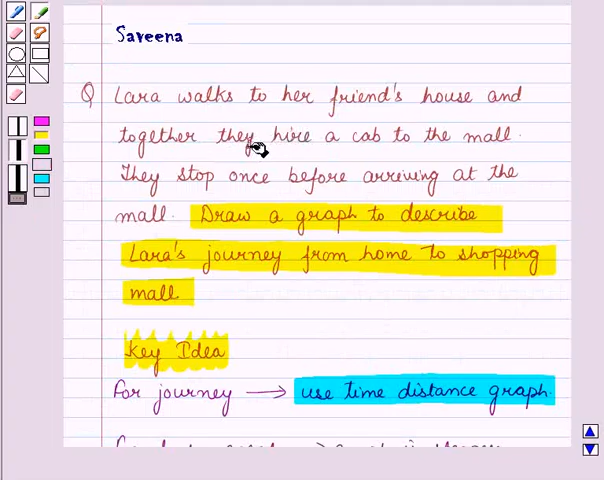 Saveena
Q Lara walks to her friend's house and
together they hire a cab to the mall.
They stop once before arriving at the
mall. Draw a graph to describe
Lara's journey from home to shopping
mall
Key Idea
For journey → use time distance graph.